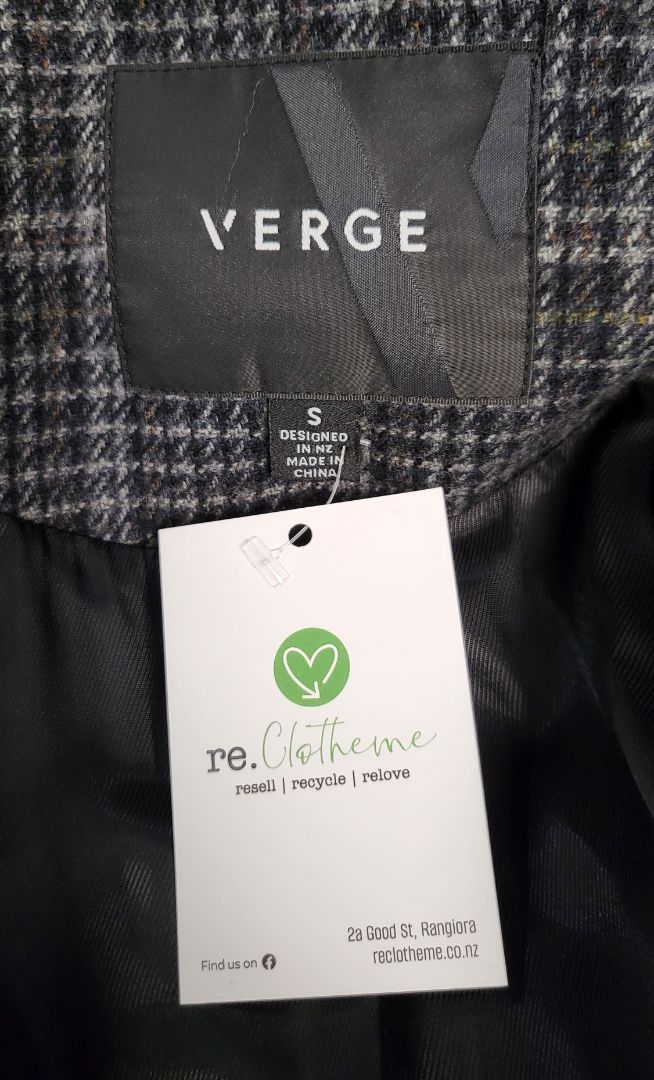 VERGE
S
DESIGNED
IN NZ
MADE IN
CHINA
re.Clotheme
resell | recycle | relove
2a Good St, Rangiora
Find us on
reclotheme.co.nz